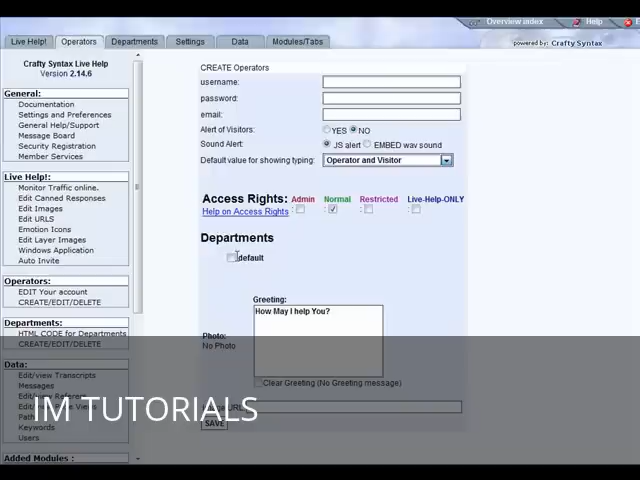 Overview index
Help
Live Help!
Operators
Departments
Settings
Data
Modules/Tabs
powered by: Crafty Syntax
Crafty Syntax Live Help
Version 2.14.6
General:
Documentation
Settings and Preferences
General Help/Support
Message Board
Security Registration
Member Services
Live Help!:
Monitor Traffic online.
Edit Canned Responses
Edit Images
Edit URLS
Emotion Icons
Edit Layer Images
Windows Application
Auto Invite
Operators:
EDIT Your account
CREATE/EDIT/DELETE
Departments:
HTML CODE for Departments
CREATE/EDIT/DELETE
Data:
Edit/view Transcripts
Messages
Edit/view
Keywords
Users
Added Modules :
CREATE Operators
username:
password:
email:
Alert of Visitors: YES NO
Sound Alert: JS alert EMBED wav sound
Default value for showing typing: Operator and Visitor
Access Rights: Admin Normal Restricted Live-Help-ONLY
Help on Access Rights : : : :
Departments
default
Greeting:
How May I help You?
Photo:
No Photo
Clear Greeting (No Greeting message)
URL
SAVE
IM TUTORIALS